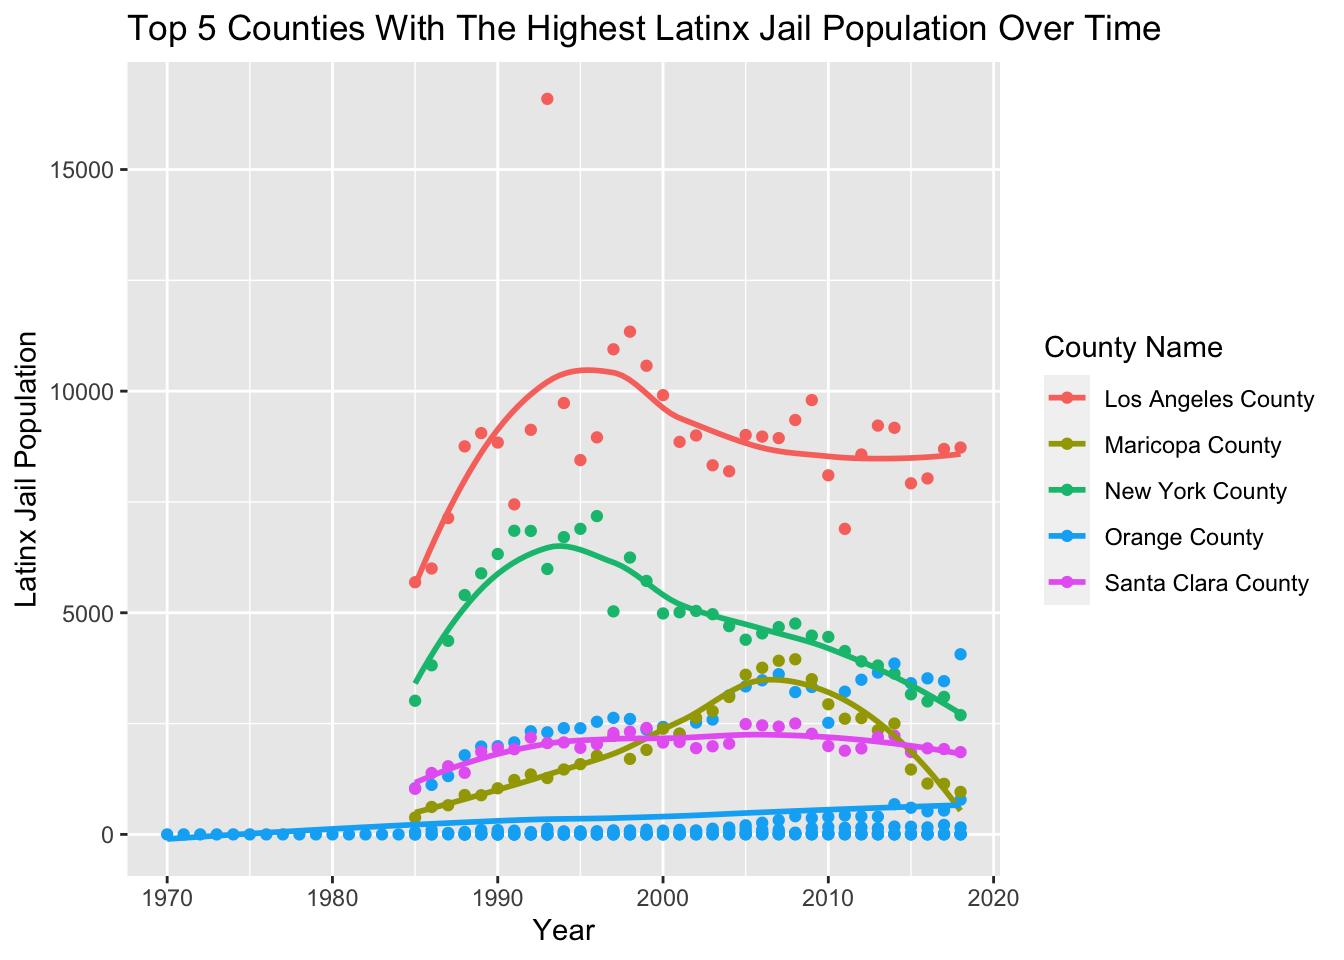 Top 5 Counties With The Highest Latinx Jail Population Over Time
Latinx Jail Population
15000
10000
5000
0
1970
1980
1990
2000
2010
2020
Year
County Name
Los Angeles County
Maricopa County
New York County
Orange County
Santa Clara County